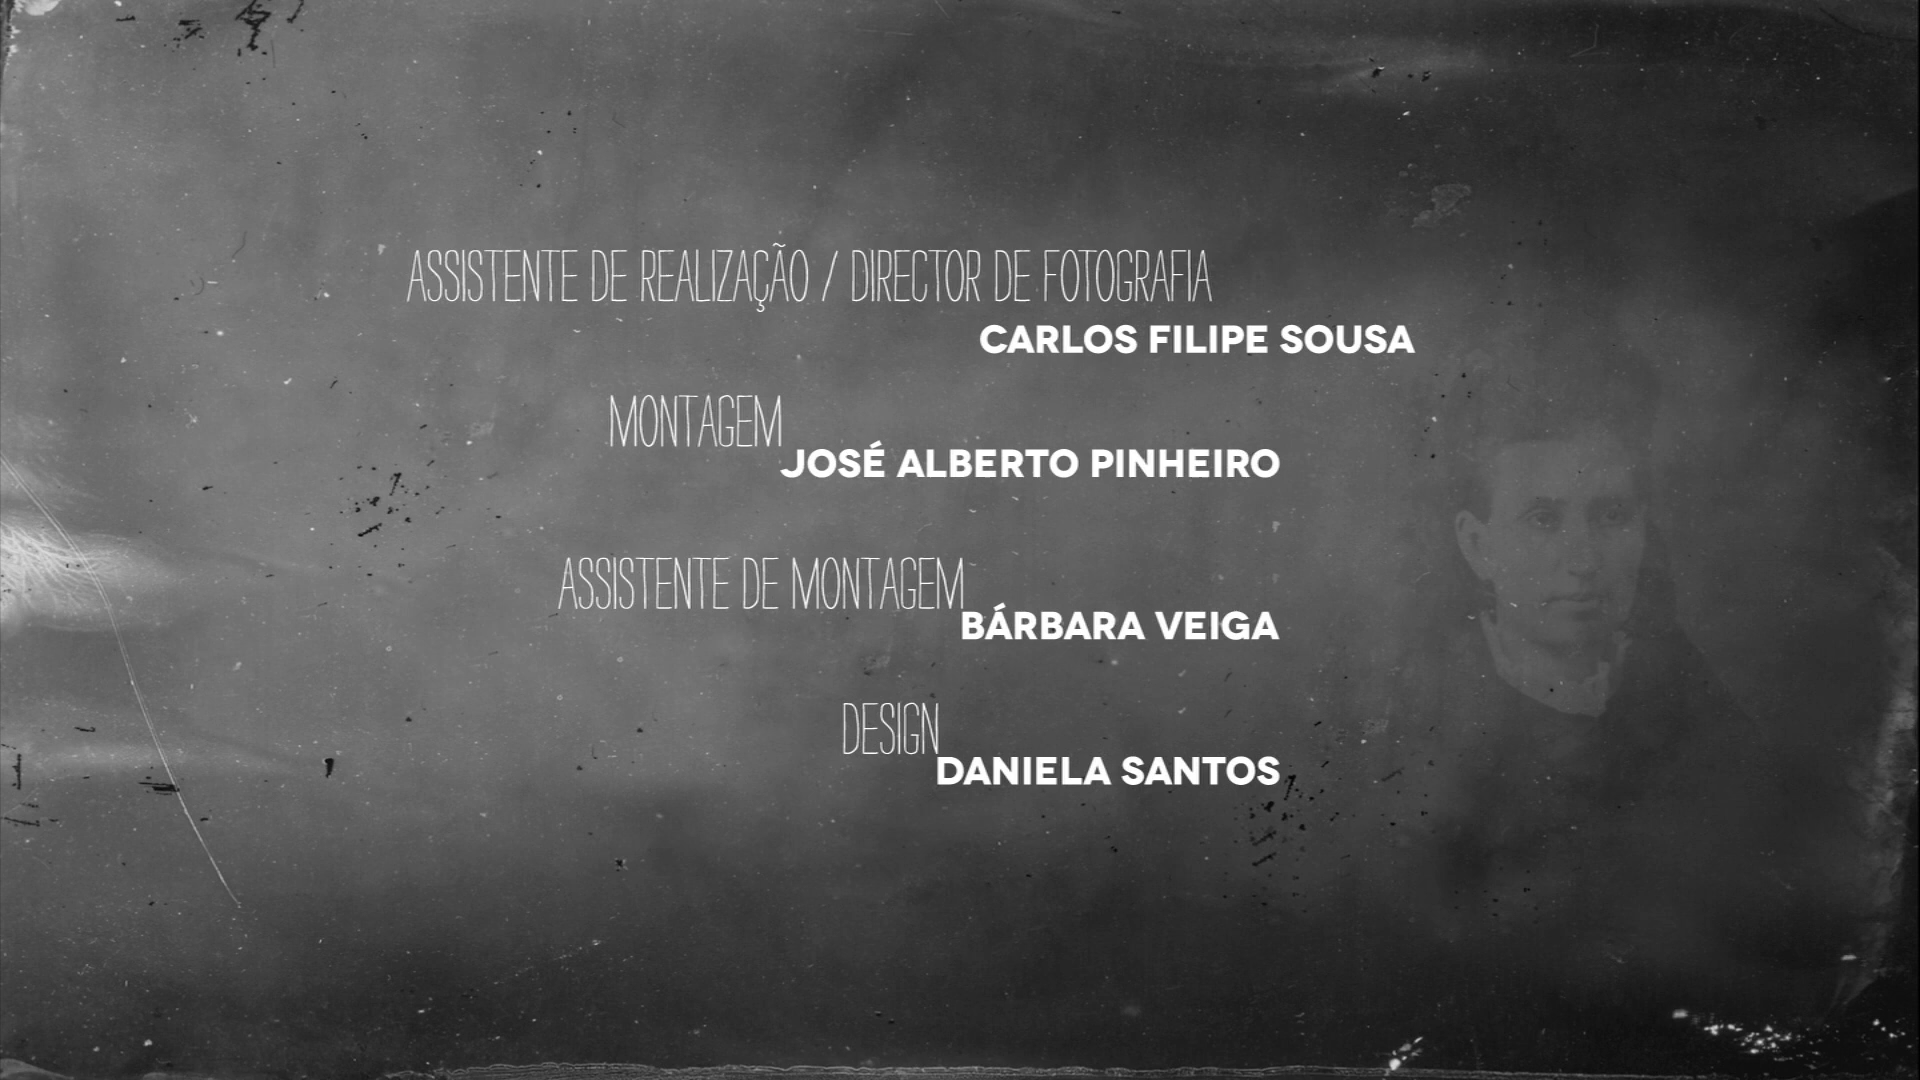 ASSISTENTE DE REALIZAÇÃO / DIRECTOR DE FOTOGRAFIA
CARLOS FILIPE SOUSA
MONTAGEM
JOSÉ ALBERTO PINHEIRO
ASSISTENTE DE MONTAGEM
BÁRBARA VEIGA
DESIGN
DANIELA SANTOS